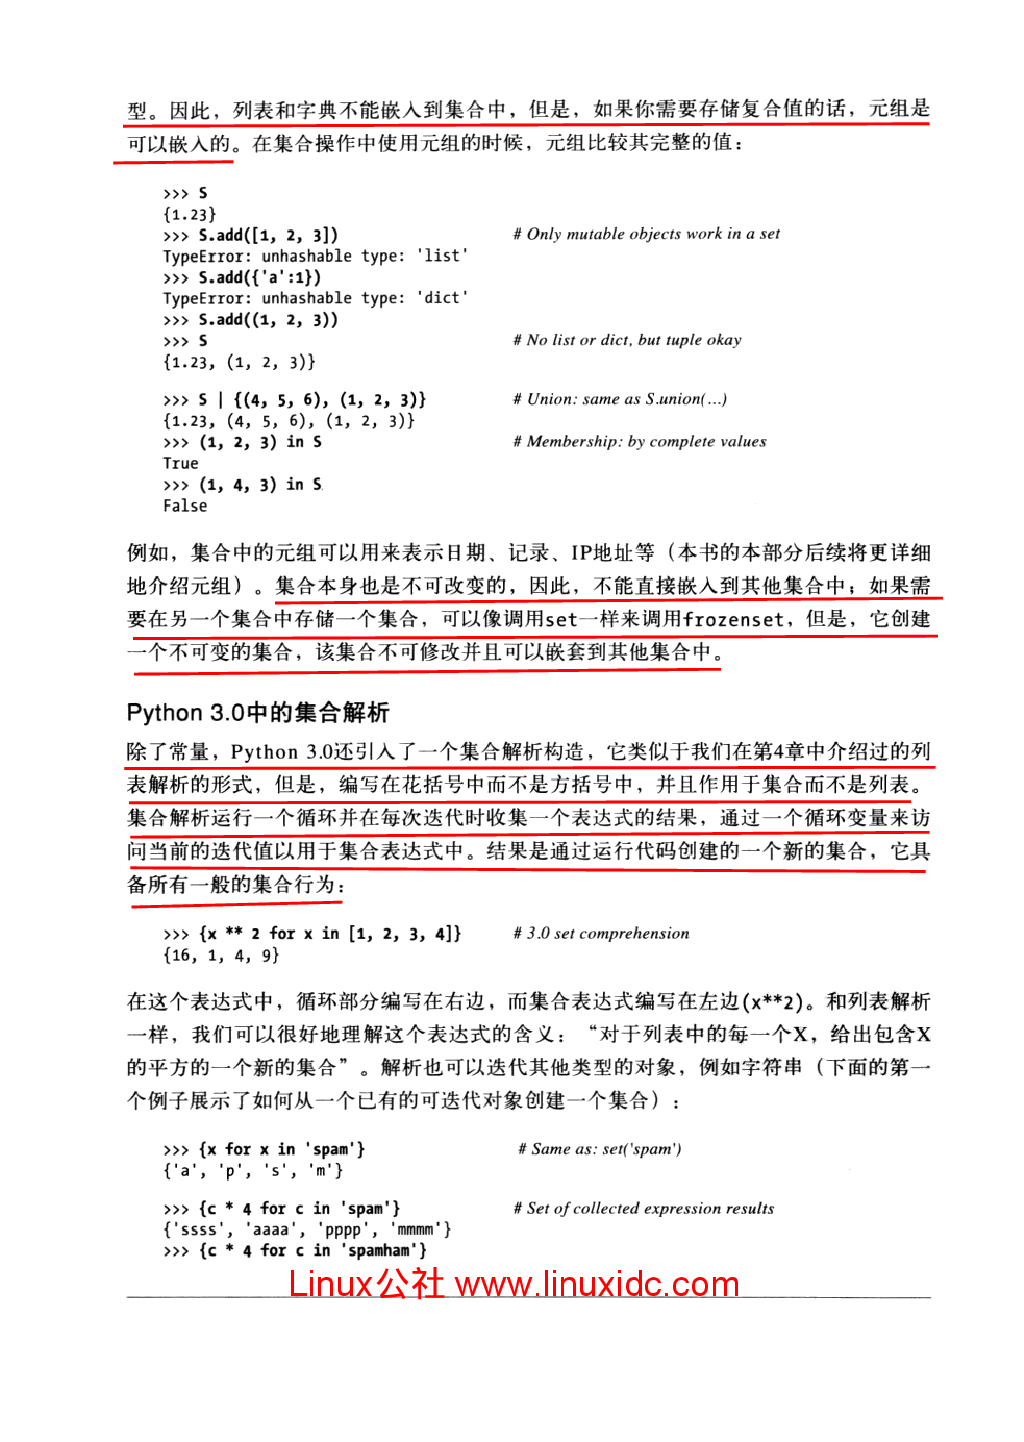 型。因此，列表和字典不能嵌入到集合中，但是，如果你需要存储复合值的话，元组是
可以嵌入的。在集合操作中使用元组的时候，元组比较其完整的值：
>>> S
{1.23}
>>> S.add([1, 2, 3])    # Only mutable objects work in a set
TypeError: unhashable type: 'list'
>>> S.add({'a':1})
TypeError: unhashable type: 'dict'
>>> S.add((1, 2, 3))
>>> S    # No list or dict, but tuple okay
{1.23, (1, 2, 3)}
>>> S | {(4, 5, 6), (1, 2, 3)}    # Union: same as S.union(...)
{1.23, (4, 5, 6), (1, 2, 3)}
>>> (1, 2, 3) in S    # Membership: by complete values
True
>>> (1, 4, 3) in S
False
例如，集合中的元组可以用来表示日期、记录、IP地址等（本书的本部分后续将更详细
地介绍元组）。集合本身也是不可改变的，因此，不能直接嵌入到其他集合中；如果需
要在另一个集合中存储一个集合，可以像调用set一样来调用frozenset，但是，它创建
一个不可变的集合，该集合不可修改并且可以嵌套到其他集合中。
Python 3.0中的集合解析
除了常量，Python 3.0还引入了一个集合解析构造，它类似于我们在第4章中介绍过的列
表解析的形式，但是，编写在花括号中而不是方括号中，并且作用于集合而不是列表。
集合解析运行一个循环并在每次迭代时收集一个表达式的结果，通过一个循环变量来访
问当前的迭代值以用于集合表达式中。结果是通过运行代码创建的一个新的集合，它具
备所有一般的集合行为：
>>> {x ** 2 for x in [1, 2, 3, 4]}    # 3.0 set comprehension
{16, 1, 4, 9}
在这个表达式中，循环部分编写在右边，而集合表达式编写在左边(x**2)。和列表解析
一样，我们可以很好地理解这个表达式的含义：“对于列表中的每一个X，给出包含X
的平方的一个新的集合”。解析也可以迭代其他类型的对象，例如字符串（下面的第一
个例子展示了如何从一个已有的可迭代对象创建一个集合）：
>>> {x for x in 'spam'}    # Same as: set('spam')
{'a', 'p', 's', 'm'}
>>> {c * 4 for c in 'spam'}    # Set of collected expression results
{'ssss', 'aaaa', 'pppp', 'mmmm'}
>>> {c * 4 for c in 'spamham'}
Linux公社 www.linuxidc.com